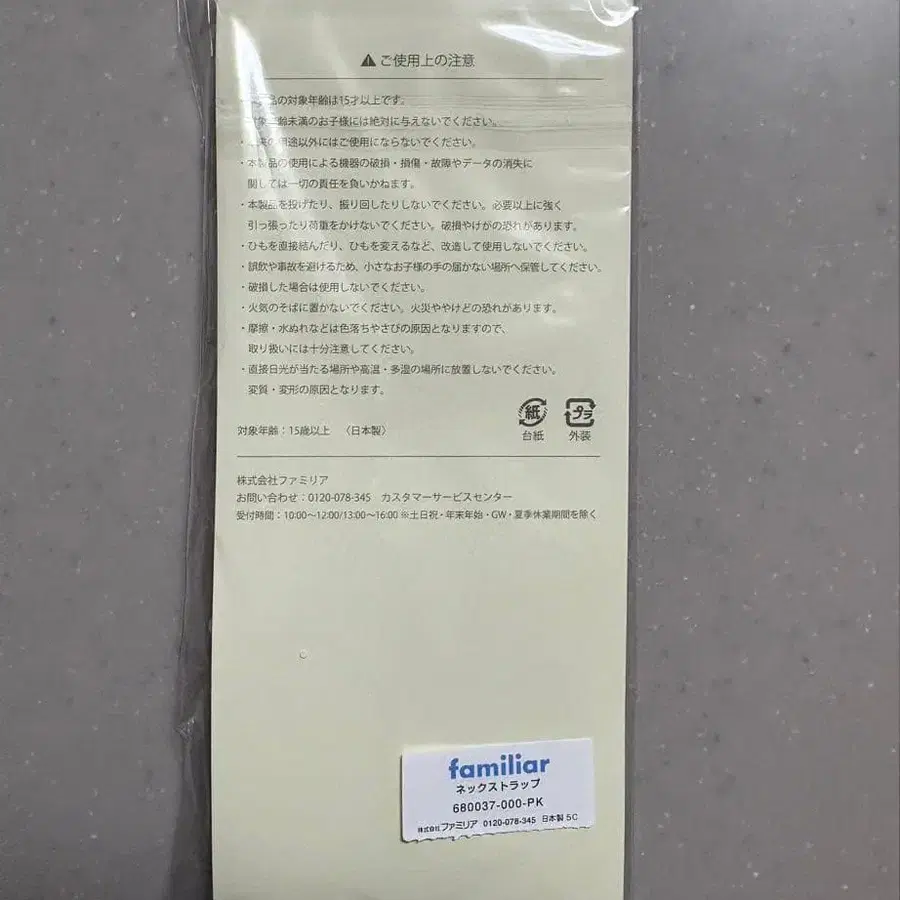 ご使用上の注意
品の対象年齢は15才以上です。
対象年齢未満のお子様には絶対に与えないでください。
・本来の用途以外にはご使用にならないでください。
・本製品の使用による機器の破損・損傷・故障やデータの消失に
関しては一切の責任を負いかねます。
・本製品を投げたり、振り回したりしないでください。必要以上に強く
引っ張ったり荷重をかけないでください。破損やけがの恐れがあります。
・ひもを直接結んだり、ひもを変えるなど、改造して使用しないでください。
・誤飲や事故を避けるため、小さなお子様の手の届かない場所へ保管してください。
・破損した場合は使用しないでください。
・火気のそばに置かないでください。火災ややけどの恐れがあります。
・摩擦・水ぬれなどは色落ちやさびの原因となりますので、
取り扱いには十分注意してください。
・直接日光が当たる場所や高温・多湿の場所に放置しないでください。
変質・変形の原因となります。
紙 プラ
対象年齢：15歳以上 〈日本製〉 台紙 外装
株式会社ファミリア
お問い合わせ：0120-078-345 カスタマーサービスセンター
受付時間：10:00〜12:00/13:00〜16:00 ※土日祝・年末年始・GW・夏季休業期間を除く
familiar
ネックストラップ
680037-000-PK
株式会社ファミリア 0120-078-345 日本製 5C